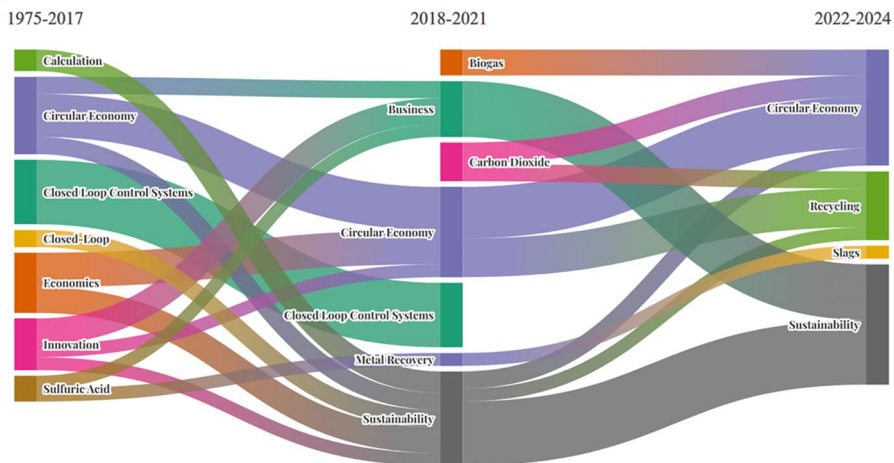 1975-2017
2018-2021
2022-2024
Calculation
Circular Economy
Closed Loop Control Systems
Closed-Loop
Economics
Innovation
Sulfuric Acid
Biogas
Business
Carbon Dioxide
Circular Economy
Closed Loop Control Systems
Metal Recovery
Sustainability
Circular Economy
Recycling
Slags
Sustainability